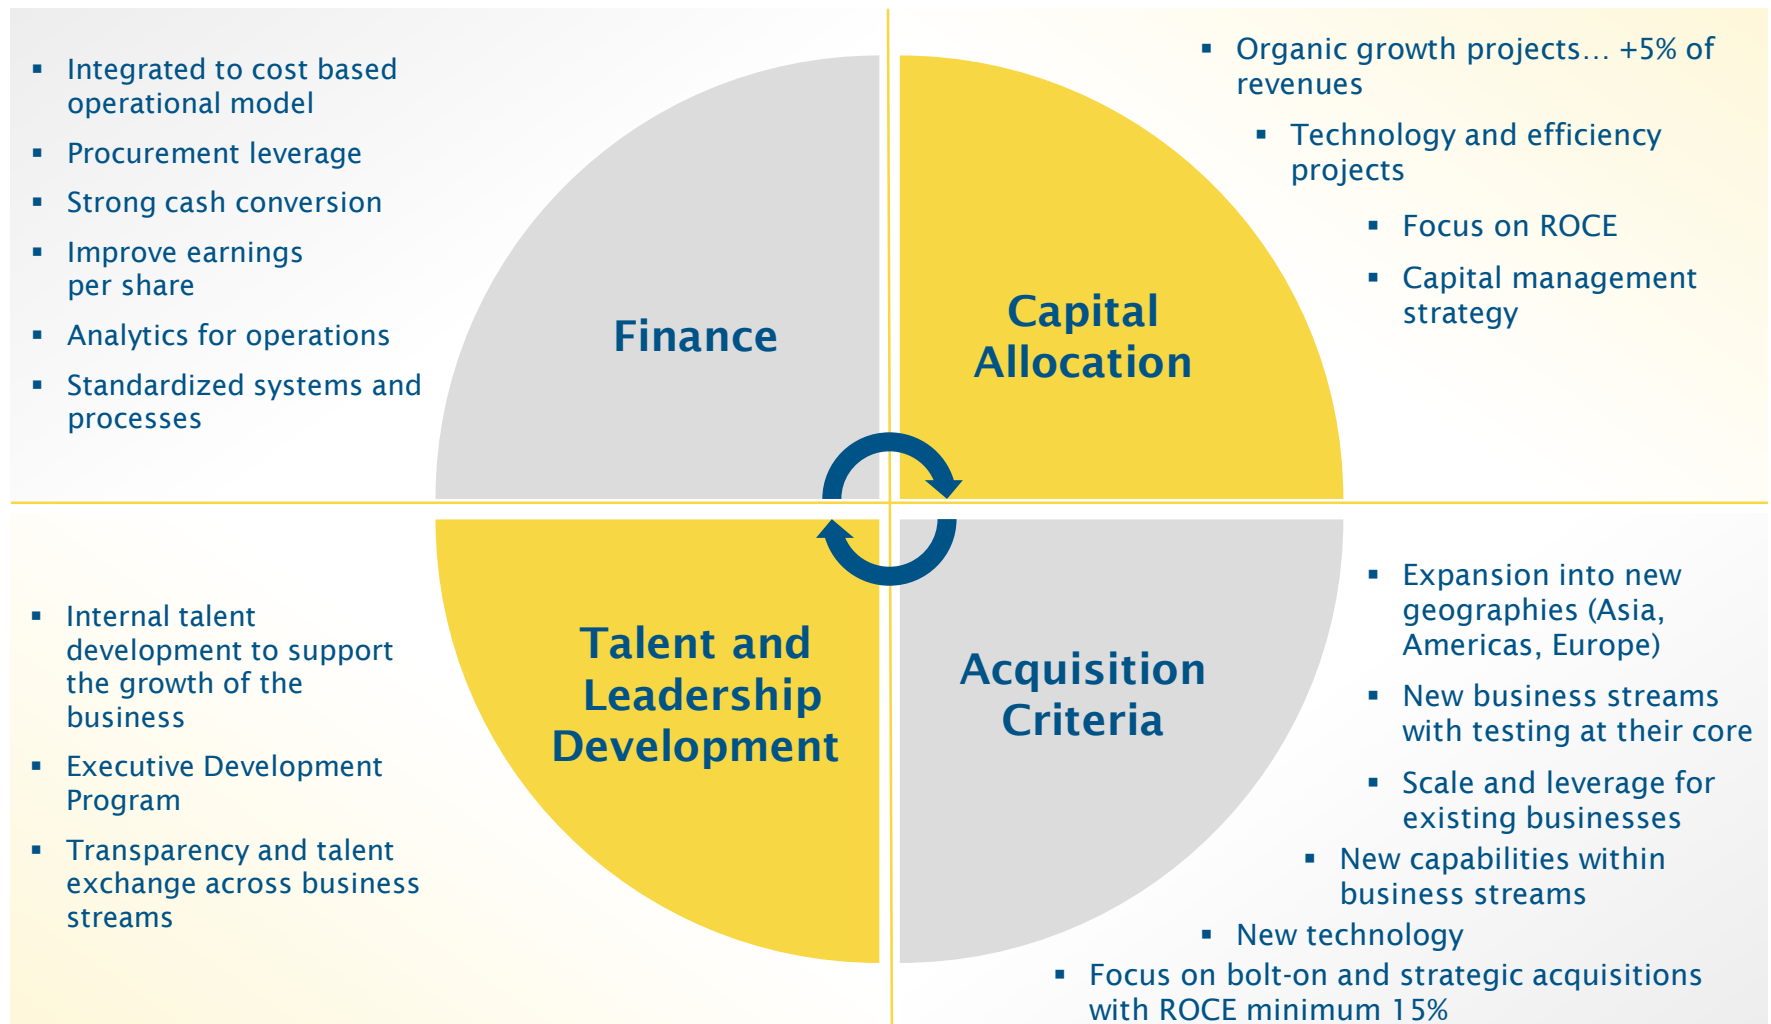 ▪ Integrated to cost based
operational model
▪ Procurement leverage
▪ Strong cash conversion
▪ Improve earnings
per share
▪ Analytics for operations
▪ Standardized systems and
processes
Finance
Capital
Allocation
▪ Organic growth projects… +5% of
revenues
▪ Technology and efficiency
projects
▪ Focus on ROCE
▪ Capital management
strategy
▪ Internal talent
development to support
the growth of the
business
▪ Executive Development
Program
▪ Transparency and talent
exchange across business
streams
Talent and
Leadership
Development
Acquisition
Criteria
▪ Expansion into new
geographies (Asia,
Americas, Europe)
▪ New business streams
with testing at their core
▪ Scale and leverage for
existing businesses
▪ New capabilities within
business streams
▪ New technology
▪ Focus on bolt-on and strategic acquisitions
with ROCE minimum 15%